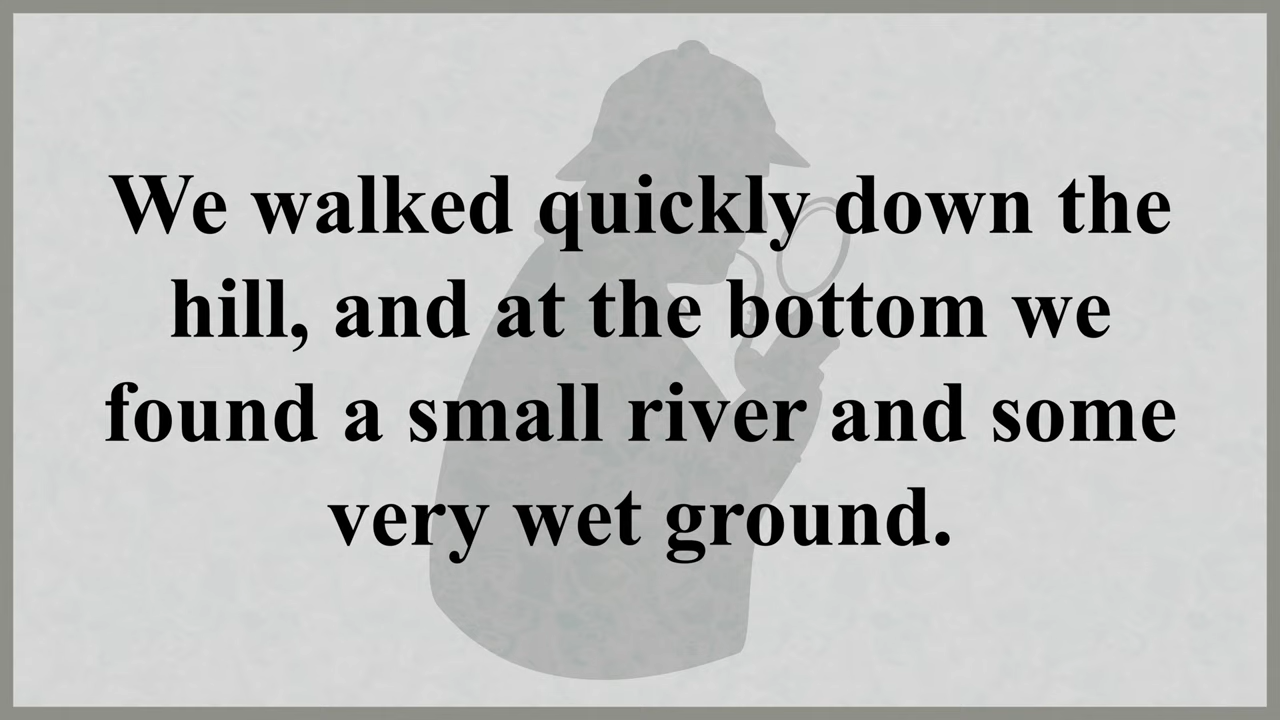 We walked quickly down the
hill, and at the bottom we
found a small river and some
very wet ground.